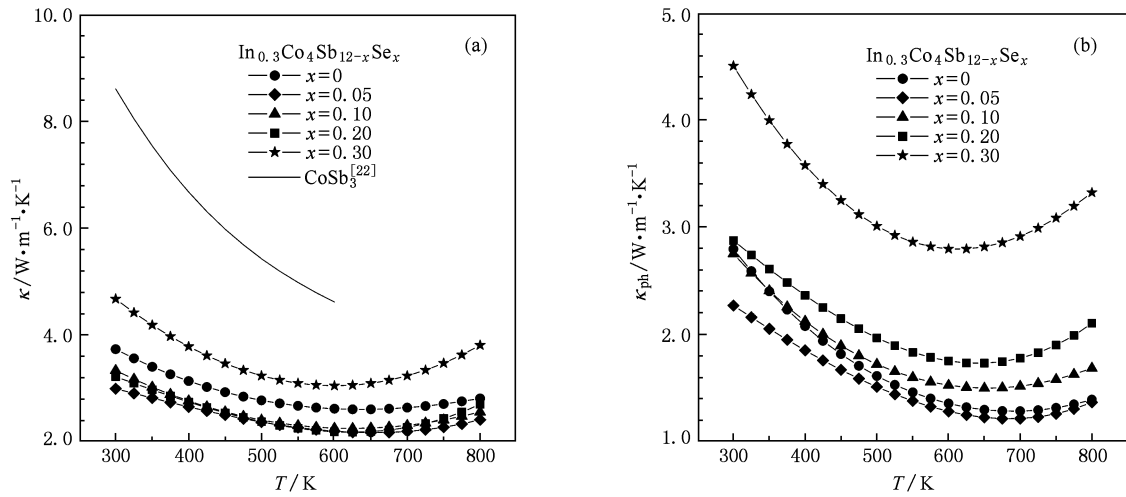 10.0
8.0
6.0
4.0
2.0
κ/W·m⁻¹·K⁻¹
(a)
In₀.₃Co₄Sb₁₂₋ₓSeₓ
x=0
x=0.05
x=0.10
x=0.20
x=0.30
CoSb₃[22]
300 400 500 600 700 800
T/K
5.0
4.0
3.0
2.0
1.0
κph/W·m⁻¹·K⁻¹
(b)
In₀.₃Co₄Sb₁₂₋ₓSeₓ
x=0
x=0.05
x=0.10
x=0.20
x=0.30
300 400 500 600 700 800
T/K